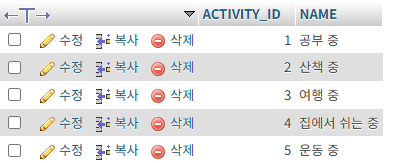 ACTIVITY_ID NAME
수정 복사 삭제 1 공부 중
수정 복사 삭제 2 산책 중
수정 복사 삭제 3 여행 중
수정 복사 삭제 4 집에서 쉬는 중
수정 복사 삭제 5 운동 중